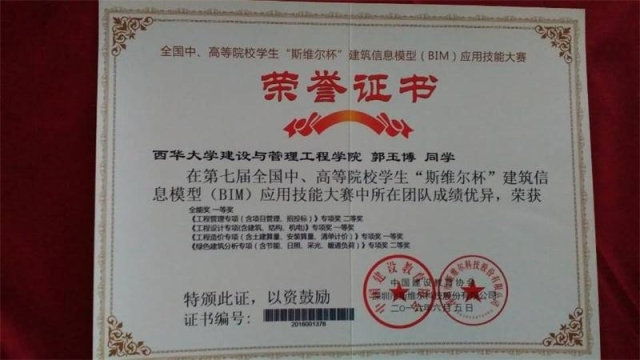 全国中、高等院校学生“斯维尔杯”建筑信息模型（BIM）应用技能大赛
荣誉证书
西华大学建设与管理工程学院 郭玉博 同学
在第七届全国中、高等院校学生“斯维尔杯”建筑信
息模型（BIM）应用技能大赛中所在团队成绩优异，荣获
全能奖 一等奖
《工程管理专项（含项目管理、招投标）》专项奖 二等奖
《工程设计专项(含建筑、结构、机电)》专项奖 一等奖
《工程造价专项（含土建算量、安装算量、清单计价）》专项奖 一等奖
《绿色建筑分析专项（含节能、日照、采光、暖通负荷）》专项奖 二等奖
中国建设教育协会
深圳市斯维尔科技股份有限公司
特颁此证，以资鼓励
二〇一六年六月五日
证书编号：
2016001376